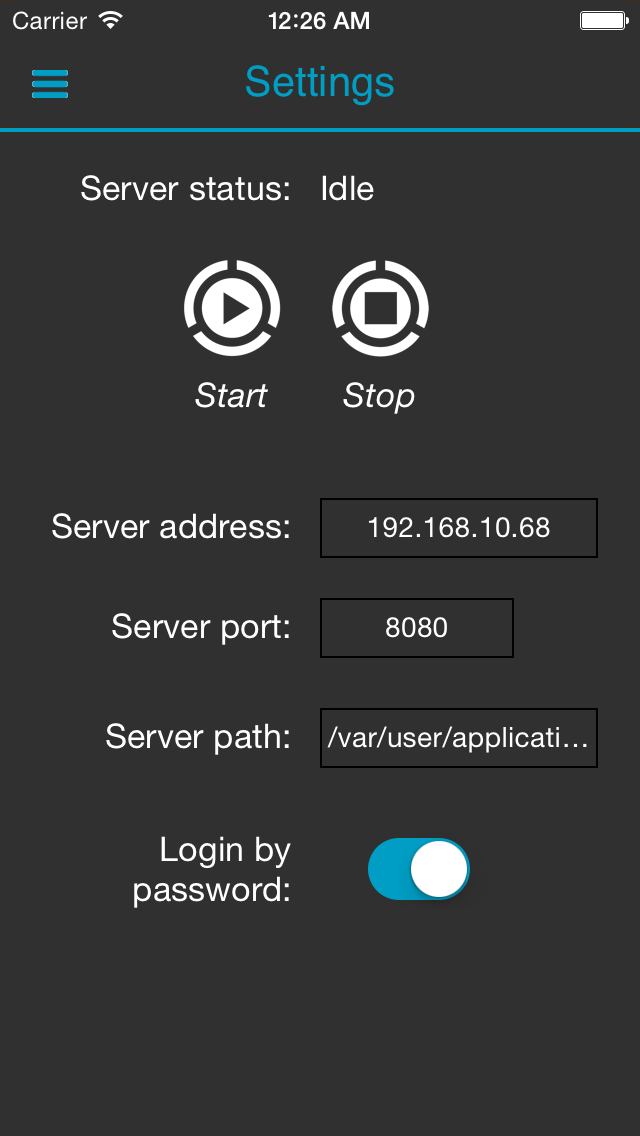 Carrier 12:26 AM
Settings
Server status: Idle
Start Stop
Server address: 192.168.10.68
Server port: 8080
Server path: /var/user/applicati...
Login by
password: